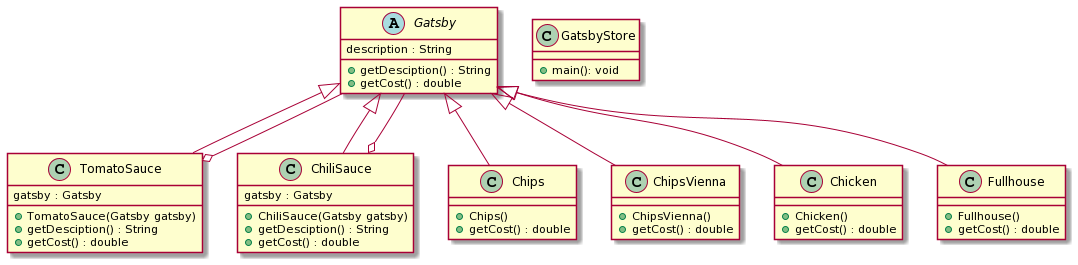 A Gatsby
description : String
getDesciption() : String
getCost() : double
C GatsbyStore
main(): void
C TomatoSauce
gatsby : Gatsby
TomatoSauce(Gatsby gatsby)
getDesciption() : String
getCost() : double
C ChiliSauce
gatsby : Gatsby
ChiliSauce(Gatsby gatsby)
getDesciption() : String
getCost() : double
C Chips
Chips()
getCost() : double
C ChipsVienna
ChipsVienna()
getCost() : double
C Chicken
Chicken()
getCost() : double
C Fullhouse
Fullhouse()
getCost() : double